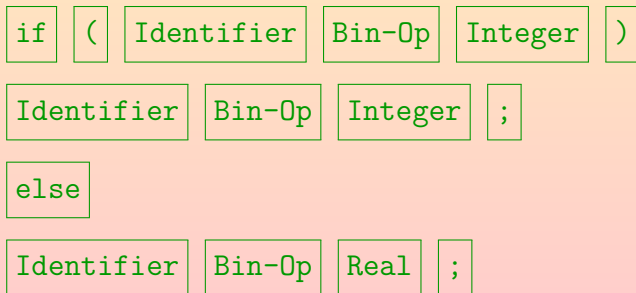 if ( Identifier Bin-Op Integer )
Identifier Bin-Op Integer ;
else
Identifier Bin-Op Real ;